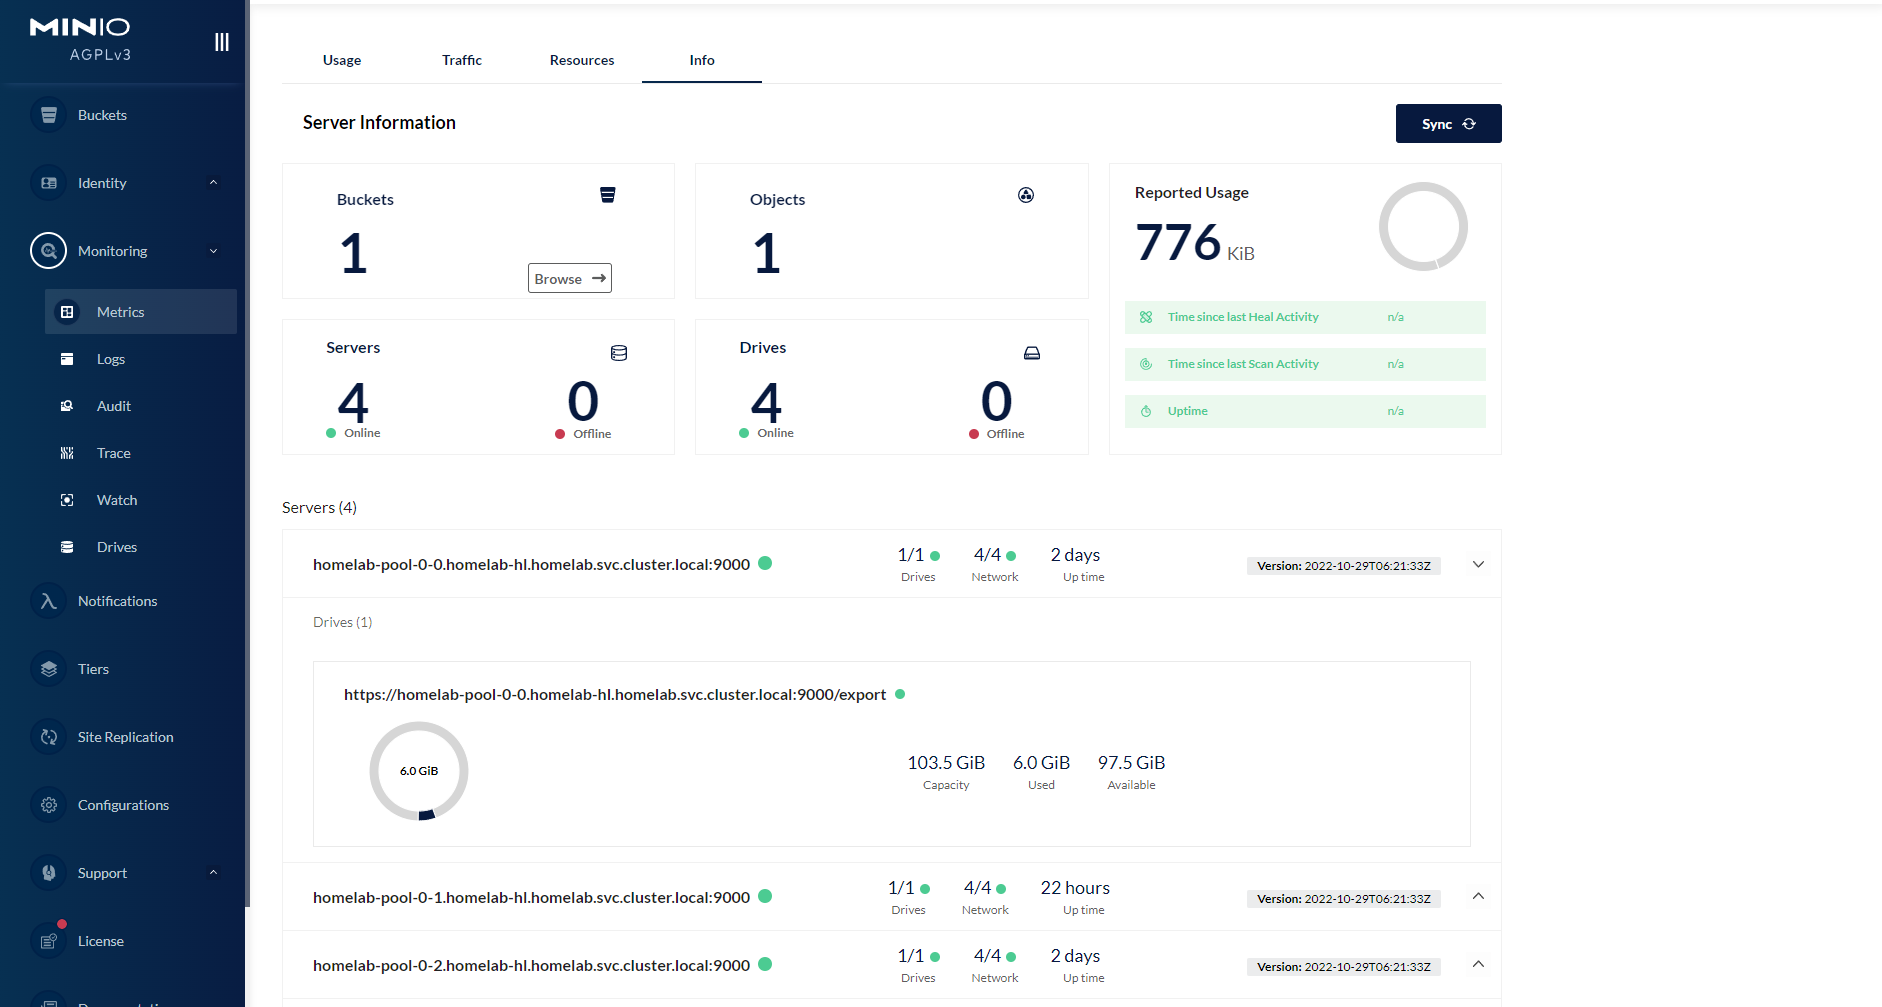 MINIO
AGPLv3
Buckets
Identity
Monitoring
Metrics
Logs
Audit
Trace
Watch
Drives
Notifications
Tiers
Site Replication
Configurations
Support
License
Usage Traffic Resources Info
Server Information
Sync
Buckets
1
Browse
Objects
1
Reported Usage
776 KiB
Time since last Heal Activity n/a
Time since last Scan Activity n/a
Uptime n/a
Servers
4 0
Online Offline
Drives
4 0
Online Offline
Servers (4)
homelab-pool-0-0.homelab-hl.homelab.svc.cluster.local:9000
1/1 4/4 2 days
Drives Network Up time
Version: 2022-10-29T06:21:33Z
Drives (1)
https://homelab-pool-0-0.homelab-hl.homelab.svc.cluster.local:9000/export
6.0 GiB
103.5 GiB 6.0 GiB 97.5 GiB
Capacity Used Available
homelab-pool-0-1.homelab-hl.homelab.svc.cluster.local:9000
1/1 4/4 22 hours
Drives Network Up time
Version: 2022-10-29T06:21:33Z
homelab-pool-0-2.homelab-hl.homelab.svc.cluster.local:9000
1/1 4/4 2 days
Drives Network Up time
Version: 2022-10-29T06:21:33Z